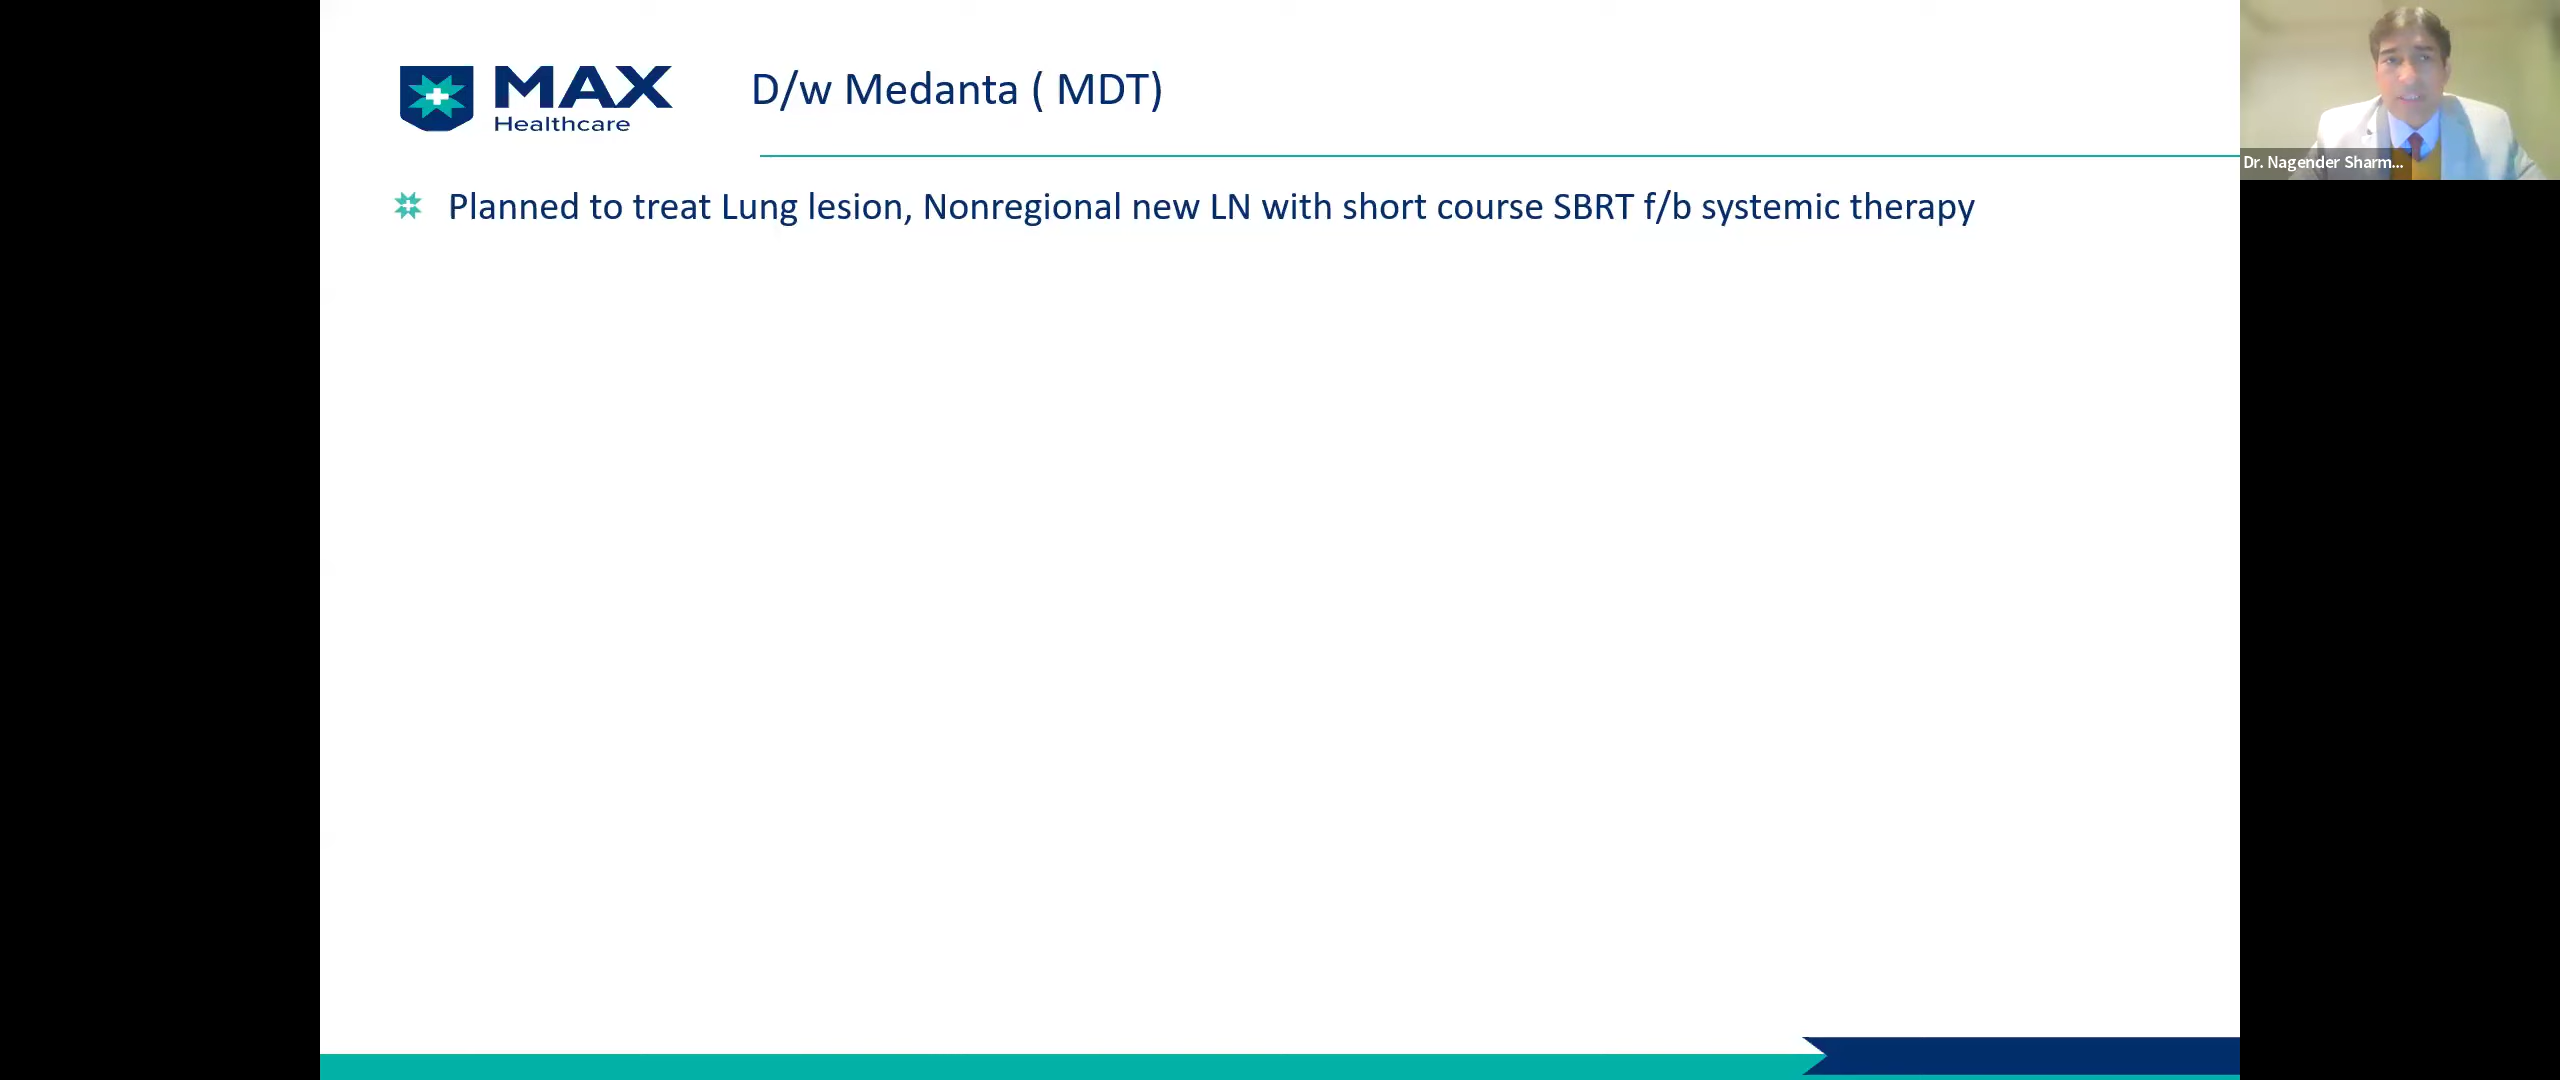 MAX
Healthcare
D/w Medanta ( MDT)
Dr. Nagender Sharm...
Planned to treat Lung lesion, Nonregional new LN with short course SBRT f/b systemic therapy